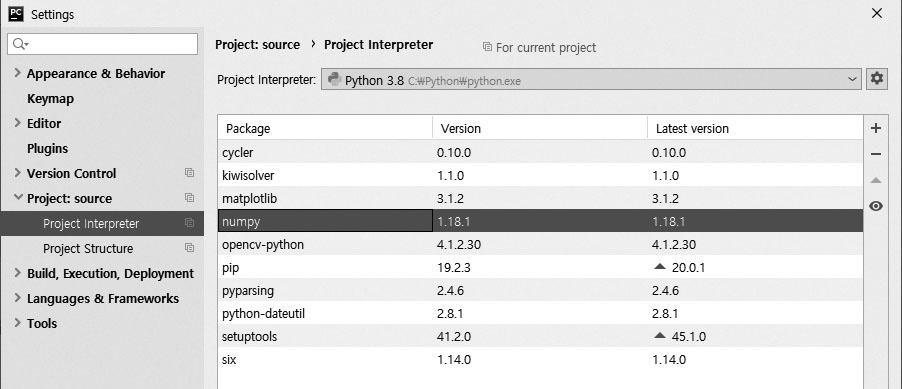 PC Settings
Project: source › Project Interpreter For current project
Project Interpreter: Python 3.8 C:₩Python₩python.exe
Appearance & Behavior
Keymap
Editor
Plugins
Version Control
Project: source
Project Interpreter
Project Structure
Build, Execution, Deployment
Languages & Frameworks
Tools
Package Version Latest version
cycler 0.10.0 0.10.0
kiwisolver 1.1.0 1.1.0
matplotlib 3.1.2 3.1.2
numpy 1.18.1 1.18.1
opencv-python 4.1.2.30 4.1.2.30
pip 19.2.3 20.0.1
pyparsing 2.4.6 2.4.6
python-dateutil 2.8.1 2.8.1
setuptools 41.2.0 45.1.0
six 1.14.0 1.14.0